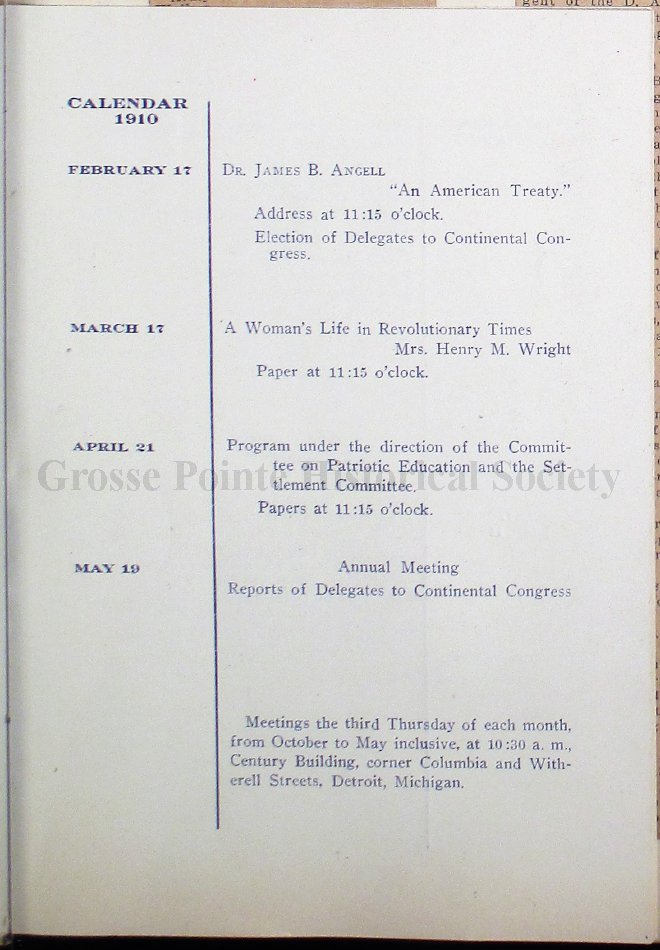 gent of the D. A
CALENDAR
1910
FEBRUARY 17
DR. JAMES B. ANGELL
"An American Treaty."
Address at 11:15 o'clock.
Election of Delegates to Continental Con-
gress.
MARCH 17
A Woman's Life in Revolutionary Times
Mrs. Henry M. Wright
Paper at 11:15 o'clock.
APRIL 21
Program under the direction of the Commit-
tee on Patriotic Education and the Set-
tlement Committee.
Papers at 11:15 o'clock.
Grosse Pointe Historical Society
MAY 19
Annual Meeting
Reports of Delegates to Continental Congress
Meetings the third Thursday of each month,
from October to May inclusive, at 10:30 a. m.,
Century Building, corner Columbia and With-
erell Streets, Detroit, Michigan.